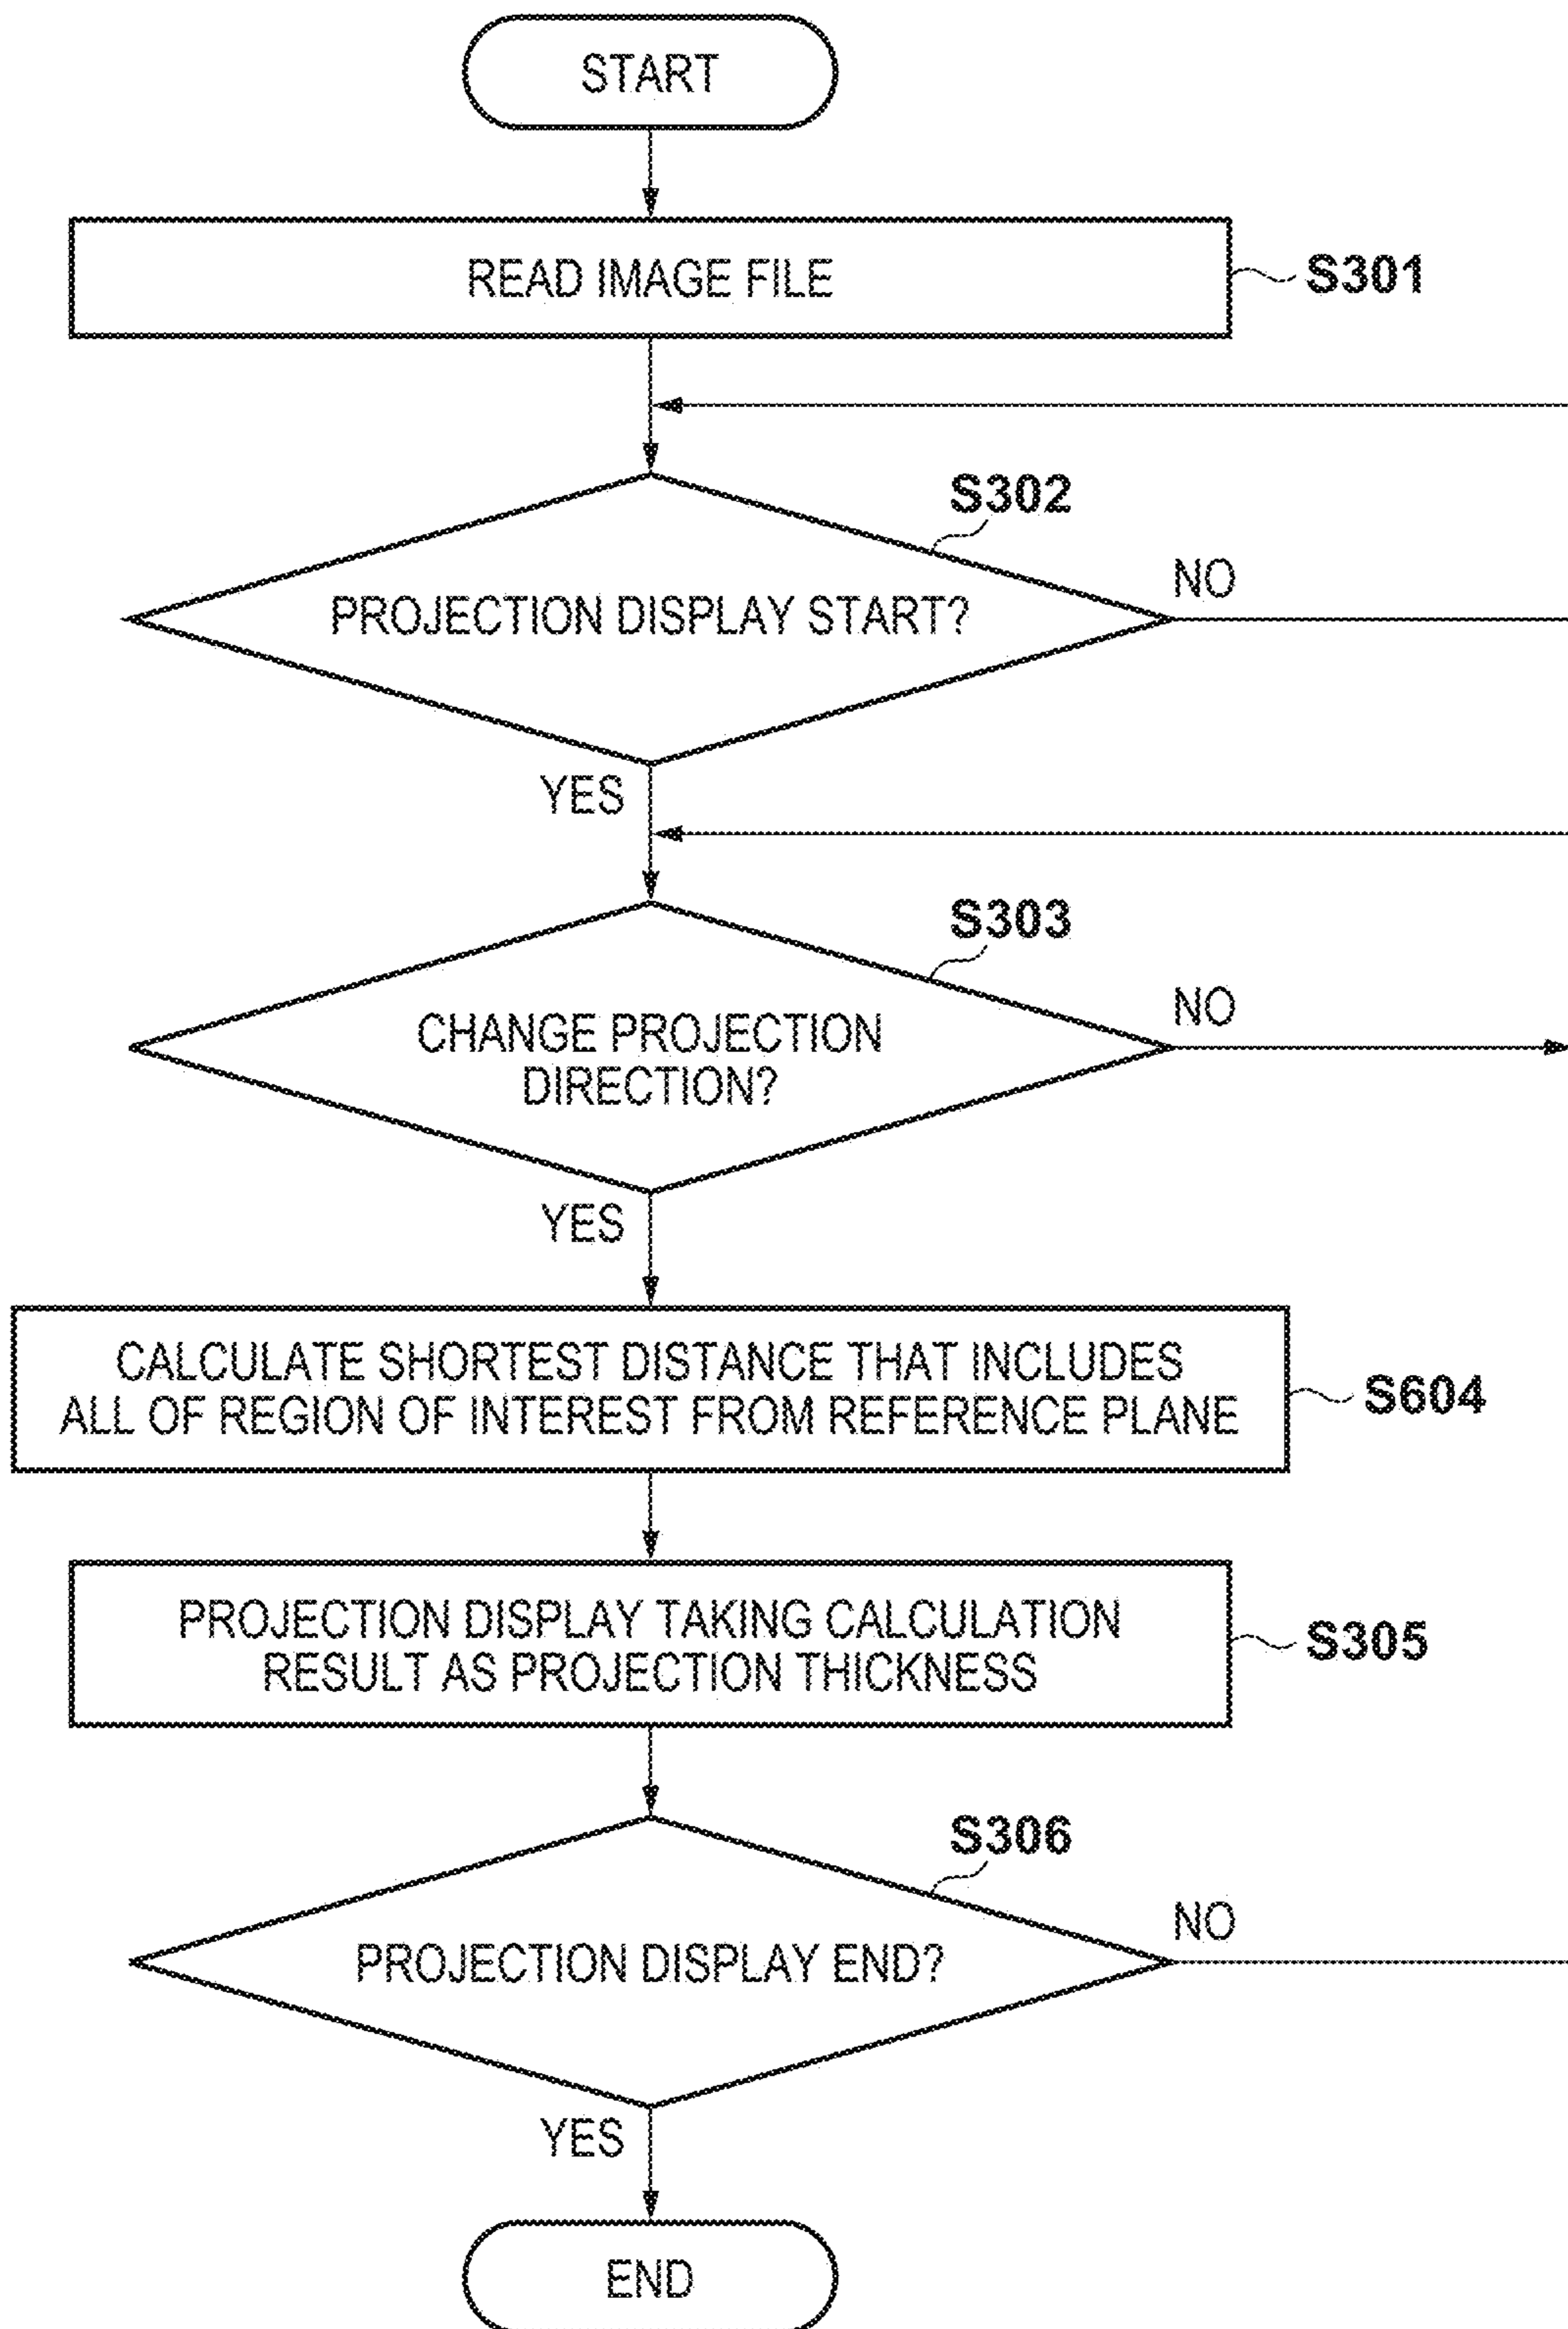 START
READ IMAGE FILE
S301
S302
PROJECTION DISPLAY START?
NO
YES
S303
CHANGE PROJECTION
DIRECTION?
NO
YES
CALCULATE SHORTEST DISTANCE THAT INCLUDES
ALL OF REGION OF INTEREST FROM REFERENCE PLANE
S604
PROJECTION DISPLAY TAKING CALCULATION
RESULT AS PROJECTION THICKNESS
S305
S306
PROJECTION DISPLAY END?
NO
YES
END